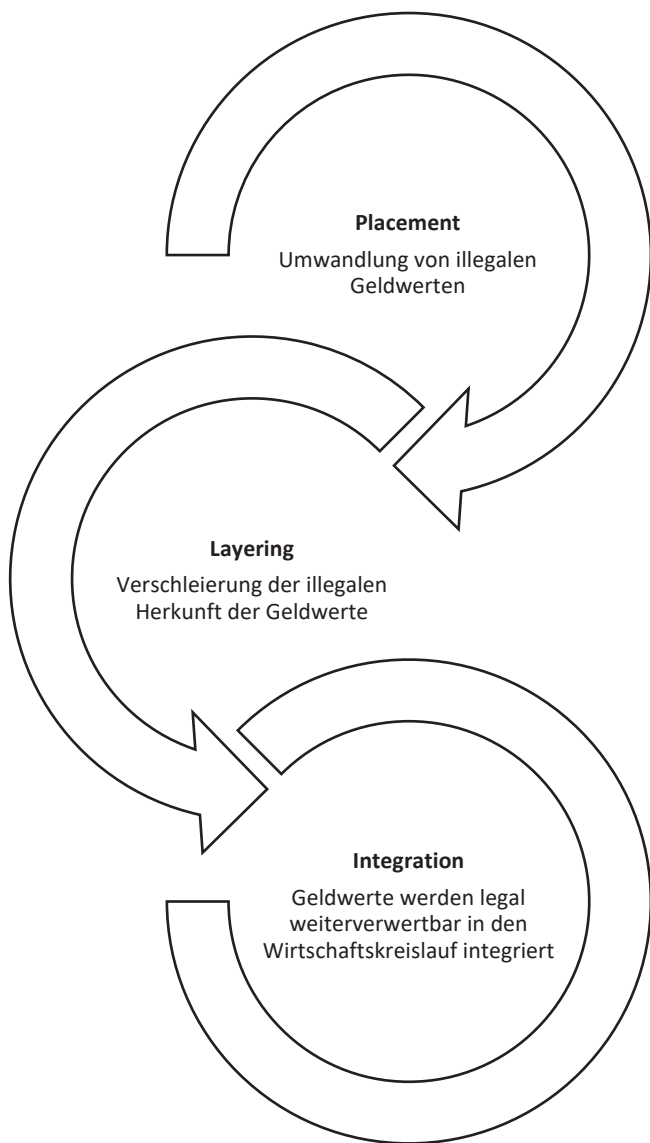 Placement
Umwandlung von illegalen
Geldwerten
Layering
Verschleierung der illegalen
Herkunft der Geldwerte
Integration
Geldwerte werden legal
weiterverwertbar in den
Wirtschaftskreislauf integriert